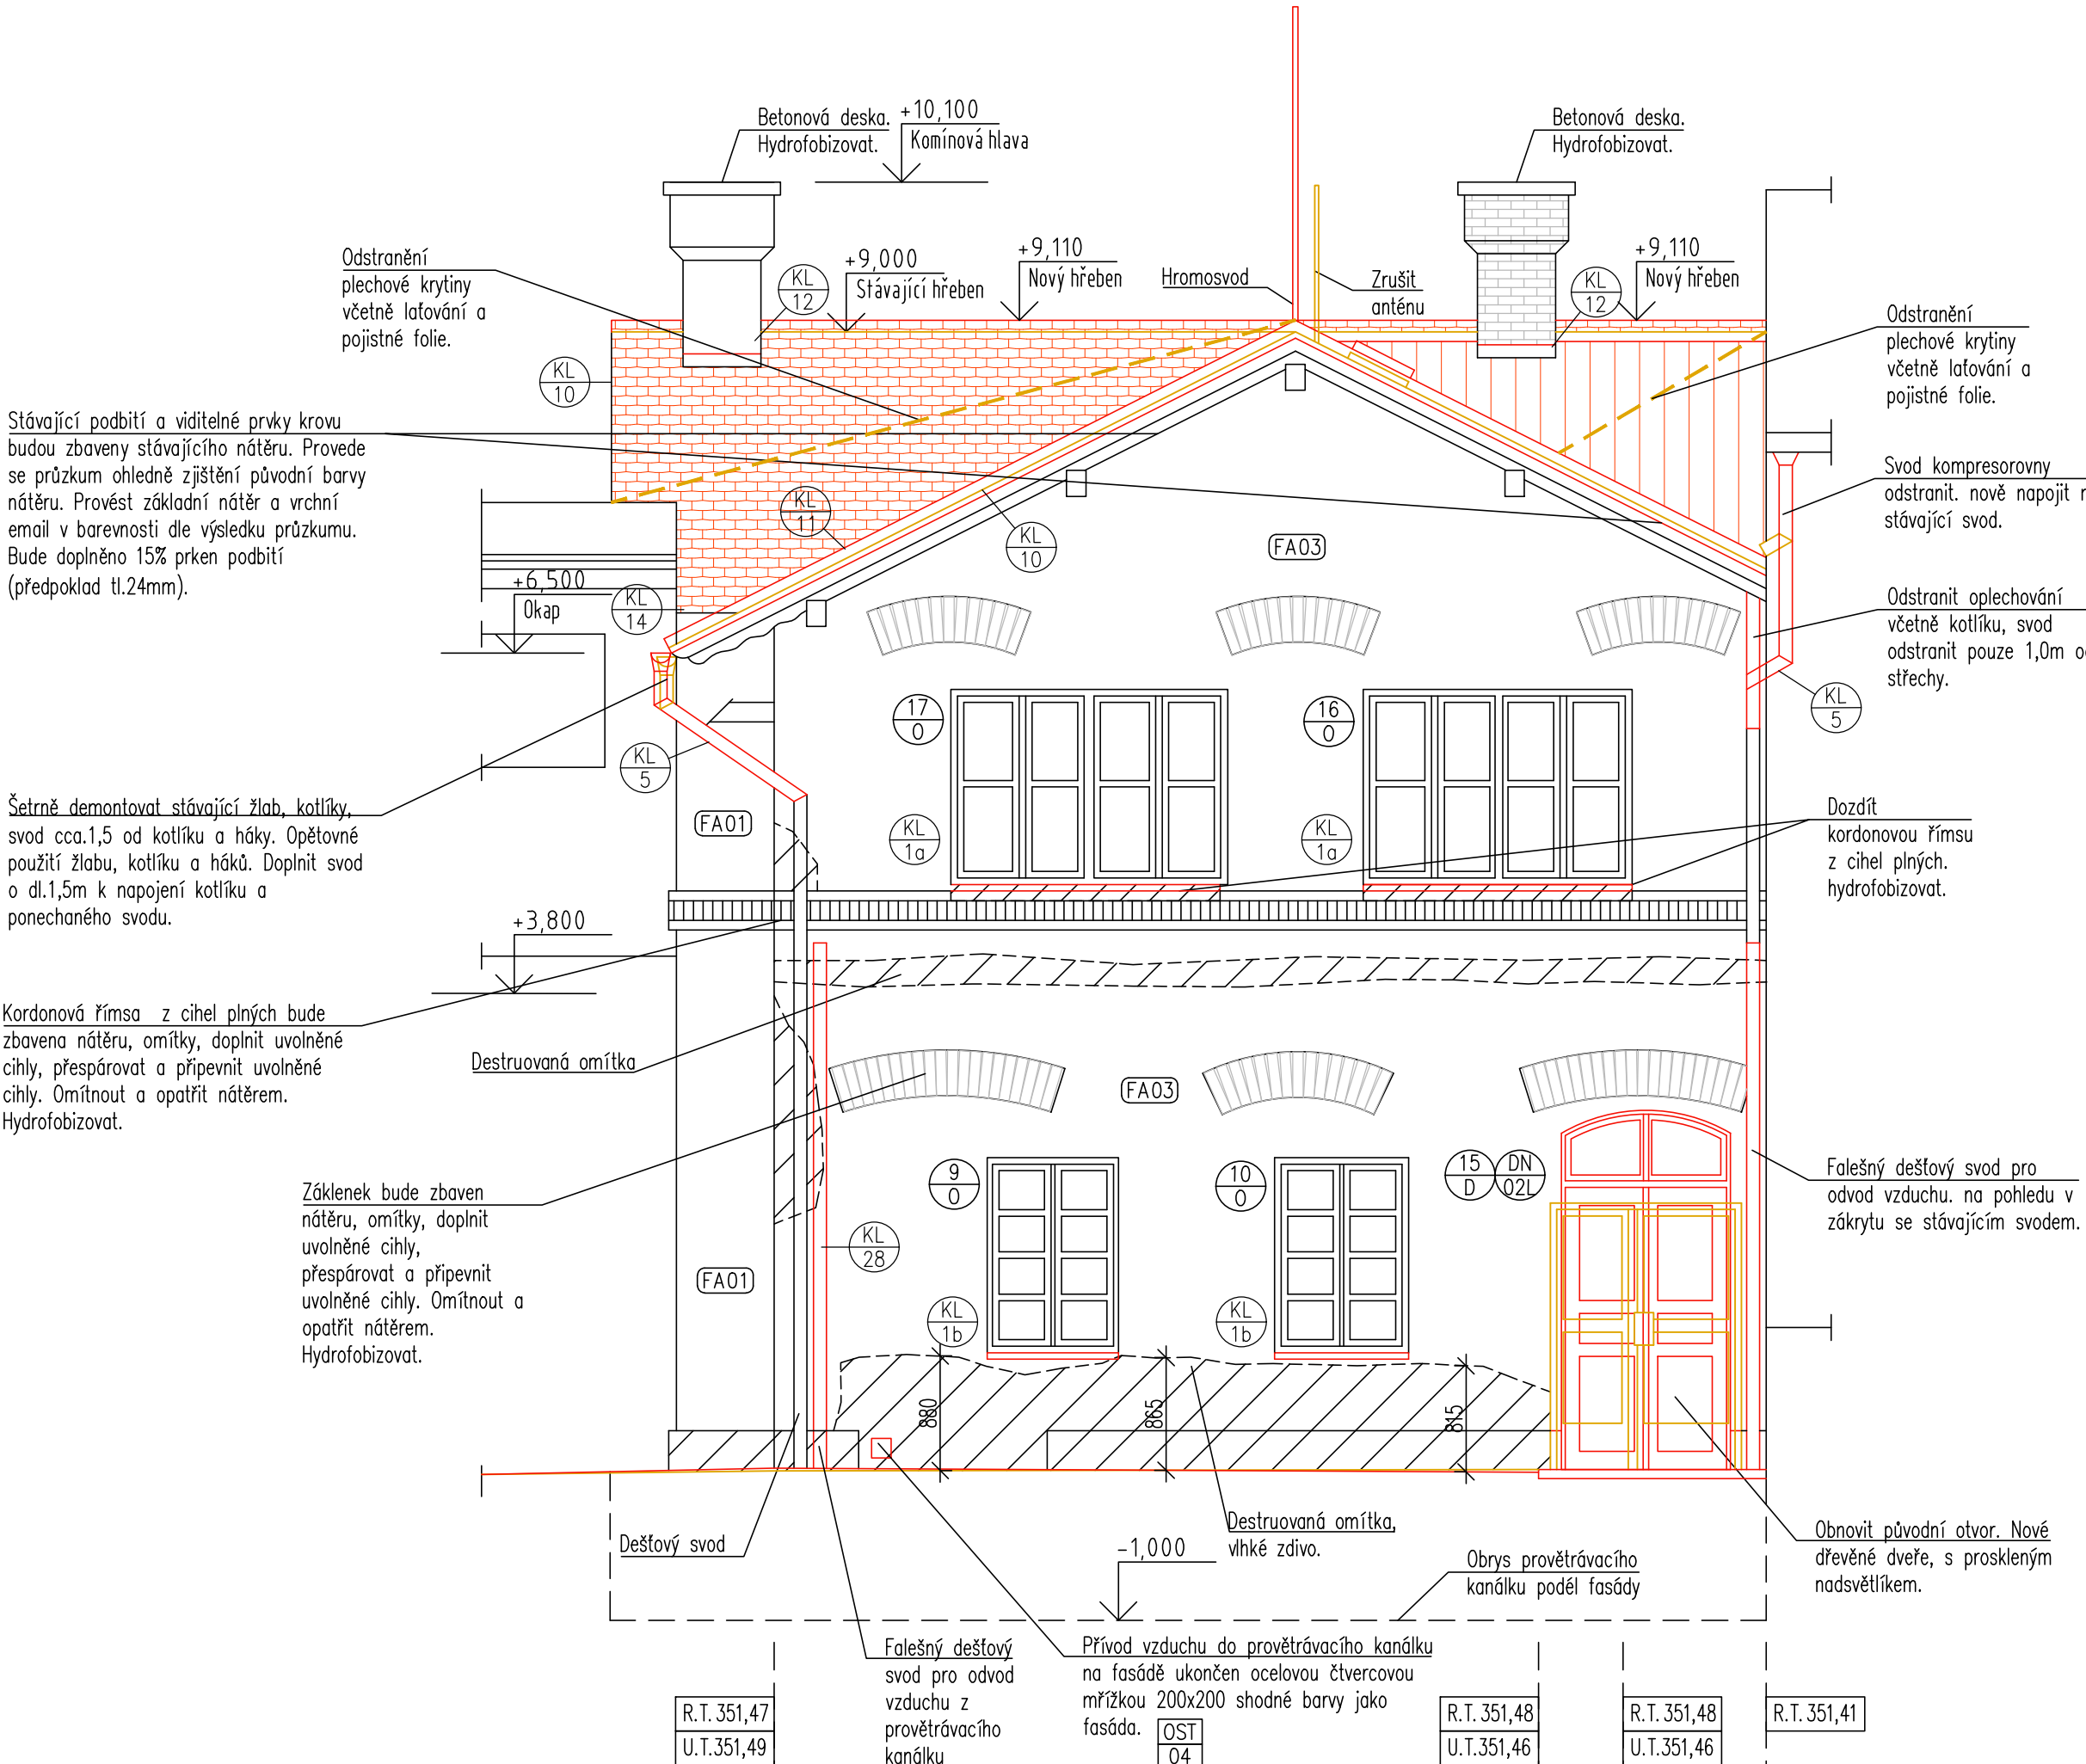 Betonová deska.
Hydrofobizovat.
+10,100
Komínová hlava
Betonová deska.
Hydrofobizovat.
Odstranění
plechové krytiny
včetně laťování a
pojistné folie.
KL
12
+9,000
Stávající hřeben
+9,110
Nový hřeben
Hromosvod
Zrušit
anténu
KL
12
+9,110
Nový hřeben
Odstranění
plechové krytiny
včetně laťování a
pojistné folie.
KL
10
Stávající podbití a viditelné prvky krovu
budou zbaveny stávajícího nátěru. Provede
se průzkum ohledně zjištění původní barvy
nátěru. Provést základní nátěr a vrchní
email v barevnosti dle výsledku průzkumu.
Bude doplněno 15% prken podbití
(předpoklad tl.24mm).
KL
11
KL
10
FA03
Svod kompresorovny
odstranit. nově napojit
stávající svod.
+6,500
Okap
KL
14
Odstranit oplechování
včetně kotlíku, svod
odstranit pouze 1,0m
střechy.
KL
5
17
O
16
O
KL
5
Šetrně demontovat stávající žlab, kotlíky,
svod cca.1,5 od kotlíku a háky. Opětovné
použití žlabu, kotlíku a háků. Doplnit svod
o dl.1,5m k napojení kotlíku a
ponechaného svodu.
FA01
KL
1a
KL
1a
Dozdít
kordonovou římsu
z cihel plných.
hydrofobizovat.
+3,800
Kordonová římsa z cihel plných bude
zbavena nátěru, omítky, doplnit uvolněné
cihly, přespárovat a připevnit uvolněné
cihly. Omítnout a opatřit nátěrem.
Hydrofobizovat.
Destruovaná omítka
FA03
Záklenek bude zbaven
nátěru, omítky, doplnit
uvolněné cihly,
přespárovat a připevnit
uvolněné cihly. Omítnout a
opatřit nátěrem.
Hydrofobizovat.
9
O
10
O
15
D
DN
02L
Falešný dešťový svod pro
odvod vzduchu. na pohledu v
zákrytu se stávajícím svodem.
KL
28
FA01
KL
1b
KL
1b
880
865
815
Dešťový svod
Destruovaná omítka,
vlhké zdivo.
-1,000
Obrys provětrávacího
kanálku podél fasády
Obnovit původní otvor. Nové
dřevěné dveře, s proskleným
nadsvětlíkem.
Falešný dešťový
svod pro odvod
vzduchu z
provětrávacího
kanálku
Přívod vzduchu do provětrávacího kanálku
na fasádě ukončen ocelovou čtvercovou
mřížkou 200x200 shodné barvy jako
fasáda.
OST
04
R.T. 351,47
U.T.351,49
R.T. 351,48
U.T.351,46
R.T. 351,48
U.T.351,46
R.T. 351,41